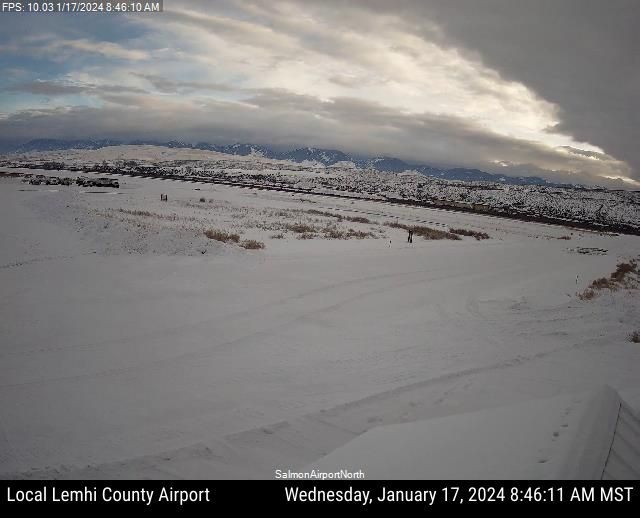 FPS: 10.03 1/17/2024 8:46:10 AM
SalmonAirportNorth
Local Lemhi County Airport Wednesday, January 17, 2024 8:46:11 AM MST